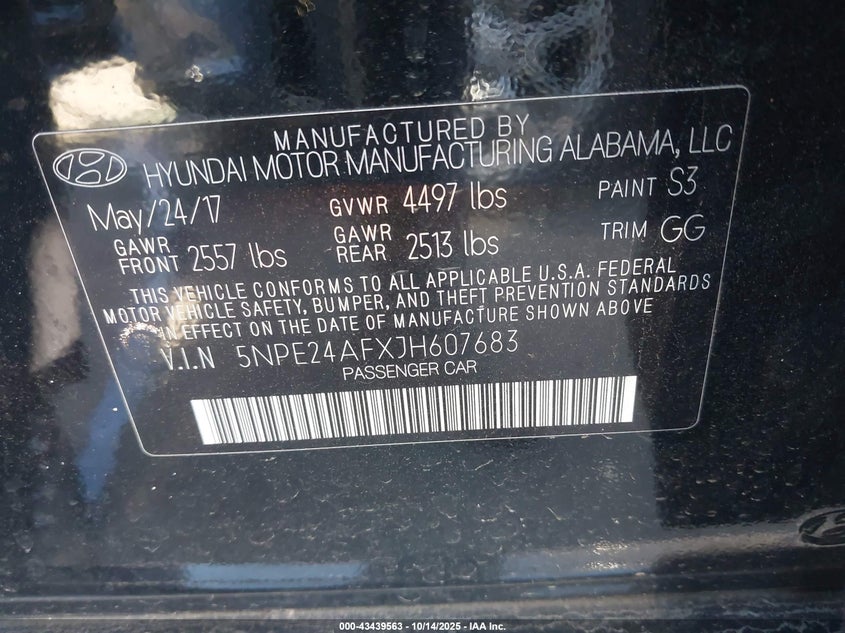 MANUFACTURED BY
HYUNDAI MOTOR MANUFACTURING ALABAMA, LLC
May/24/17 GVWR 4497 lbs PAINT S3
GAWR FRONT 2557 lbs GAWR REAR 2513 lbs TRIM GG
THIS VEHICLE CONFORMS TO ALL APPLICABLE U.S.A. FEDERAL
MOTOR VEHICLE SAFETY, BUMPER, AND THEFT PREVENTION STANDARDS
IN EFFECT ON THE DATE OF MANUFACTURE SHOWN ABOVE
V.I.N 5NPE24AFXJH607683
PASSENGER CAR
000-43439563 - 10/14/2025 - IAA Inc.